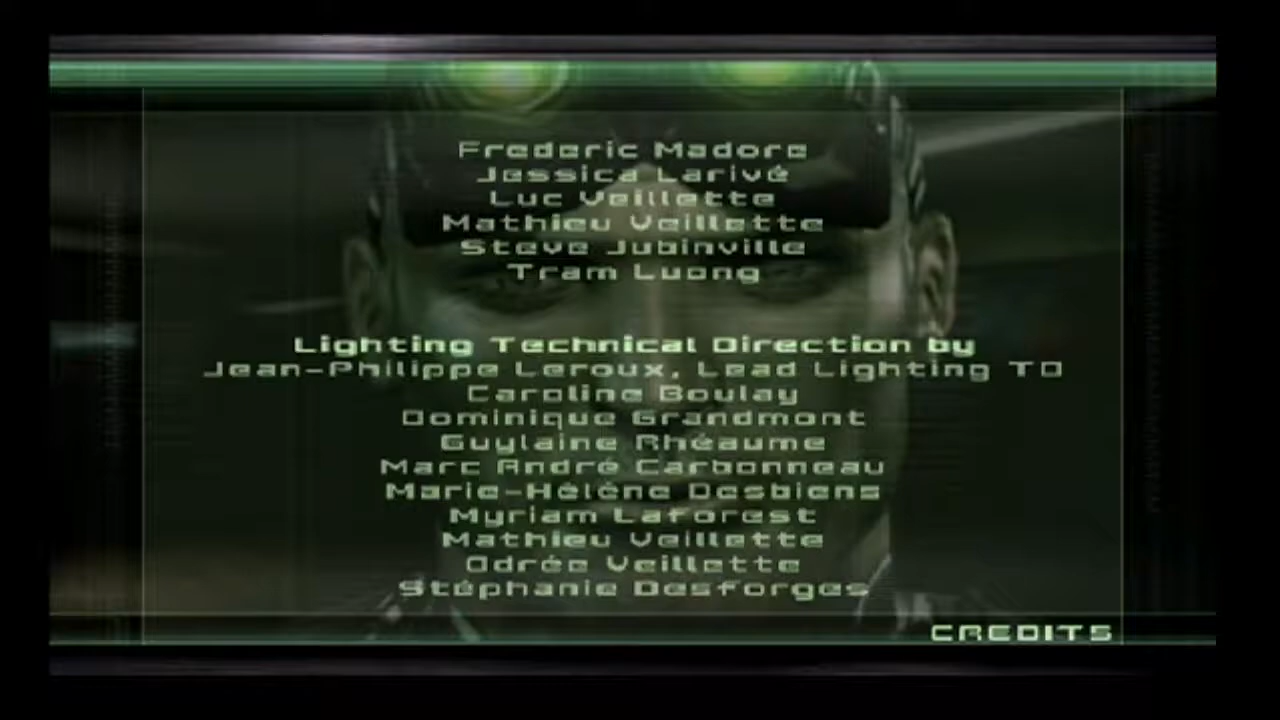 Frederic Madore
Jessica Larivé
Luc Veillette
Mathieu Veillette
Steve Jubinville
Tram Luong
Lighting Technical Direction by
Jean-Philippe Leroux, Lead Lighting TD
Caroline Boulay
Dominique Grandmont
Guylaine Rhéaume
Marc André Carbonneau
Marie-Hélène Desbiens
Myriam Laforest
Mathieu Veillette
Odrée Veillette
Stéphanie Desforges
CREDITS